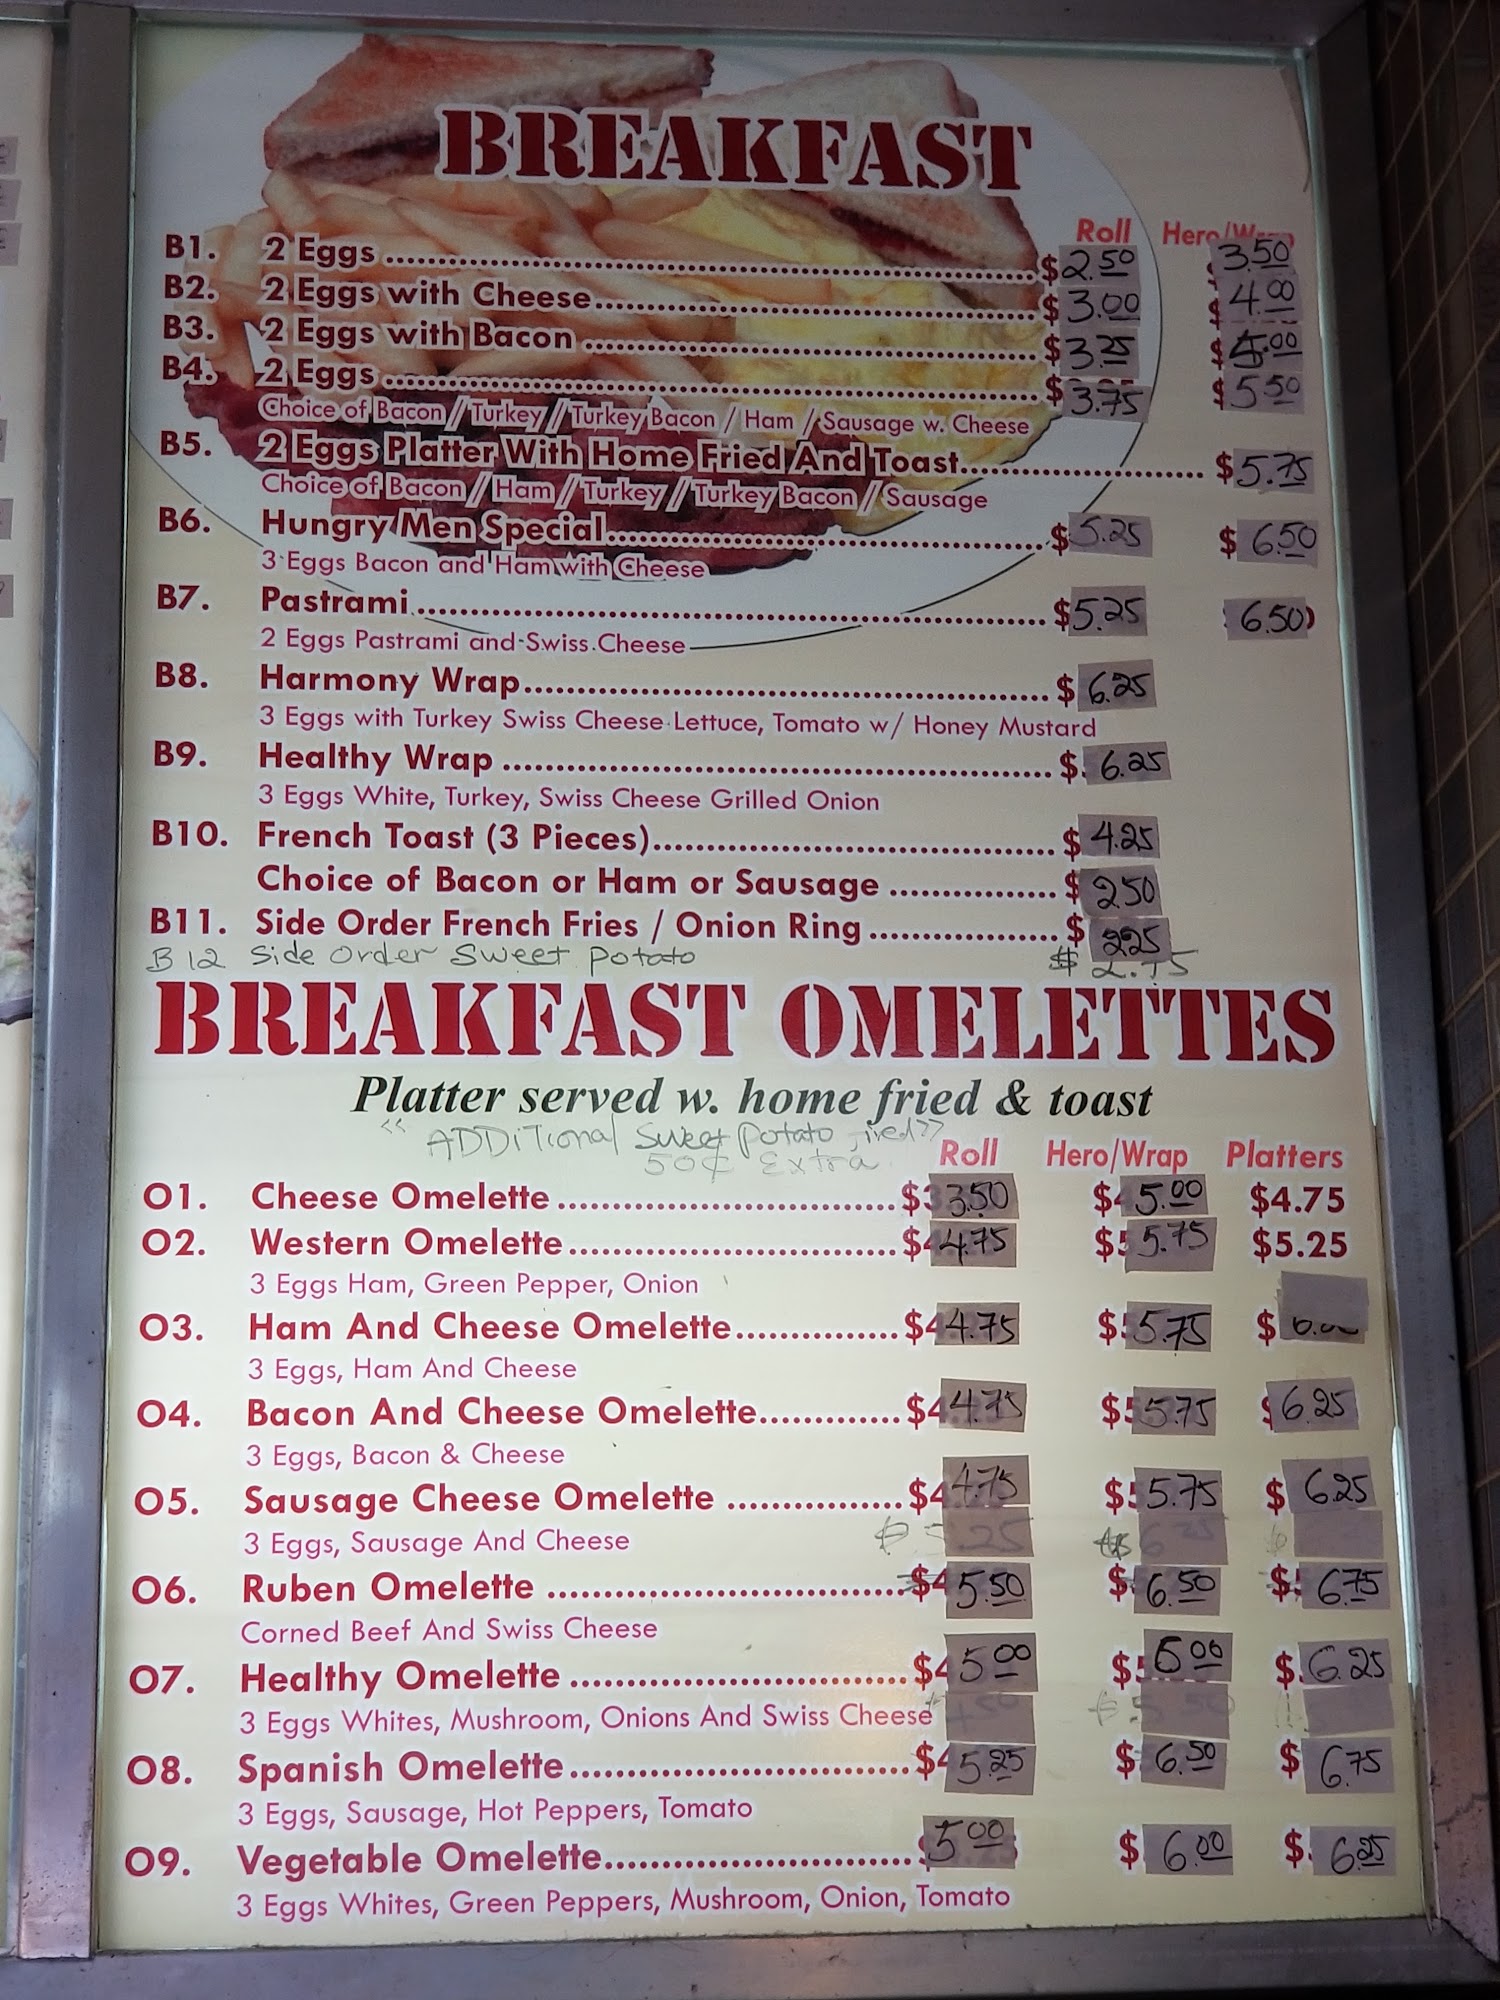 BREAKFAST
Roll Hero/Wrap
B1. 2 Eggs $2.50 3.50
B2. 2 Eggs with Cheese $3.00 4.00
B3. 2 Eggs with Bacon $3.25
B4. 2 Eggs $3.75 5.50
Choice of Bacon / Turkey / Turkey Bacon / Ham / Sausage w. Cheese
B5. 2 Eggs Platter With Home Fried And Toast $5.75
Choice of Bacon / Ham / Turkey / Turkey Bacon / Sausage
B6. Hungry Men Special $5.25 $6.50
3 Eggs Bacon and Ham with Cheese
B7. Pastrami $5.25 6.50
2 Eggs Pastrami and Swiss Cheese
B8. Harmony Wrap $6.25
3 Eggs with Turkey Swiss Cheese Lettuce, Tomato w/ Honey Mustard
B9. Healthy Wrap $6.25
3 Eggs White, Turkey, Swiss Cheese Grilled Onion
B10. French Toast (3 Pieces) $4.25
Choice of Bacon or Ham or Sausage $2.50
B11. Side Order French Fries / Onion Ring $2.25
B12 Side Order Sweet Potato $2.75
BREAKFAST OMELETTES
Platter served w. home fried & toast
"ADDiTional Sweet Potato
50¢ Extra
Roll Hero/Wrap Platters
O1. Cheese Omelette $3.50 $5.00 $4.75
O2. Western Omelette $4.75 $5.75 $5.25
3 Eggs Ham, Green Pepper, Onion
O3. Ham And Cheese Omelette $4.75 $5.75 $
3 Eggs, Ham And Cheese
O4. Bacon And Cheese Omelette $4.75 $5.75 $6.25
3 Eggs, Bacon & Cheese
O5. Sausage Cheese Omelette $4.75 $5.75 $6.25
3 Eggs, Sausage And Cheese
O6. Ruben Omelette $5.50 $6.50 $6.75
Corned Beef And Swiss Cheese
O7. Healthy Omelette $5.00 $6.00 $6.25
3 Eggs Whites, Mushroom, Onions And Swiss Cheese
O8. Spanish Omelette $5.25 $6.50 $6.75
3 Eggs, Sausage, Hot Peppers, Tomato
O9. Vegetable Omelette 5.00 $6.00 $6.25
3 Eggs Whites, Green Peppers, Mushroom, Onion, Tomato